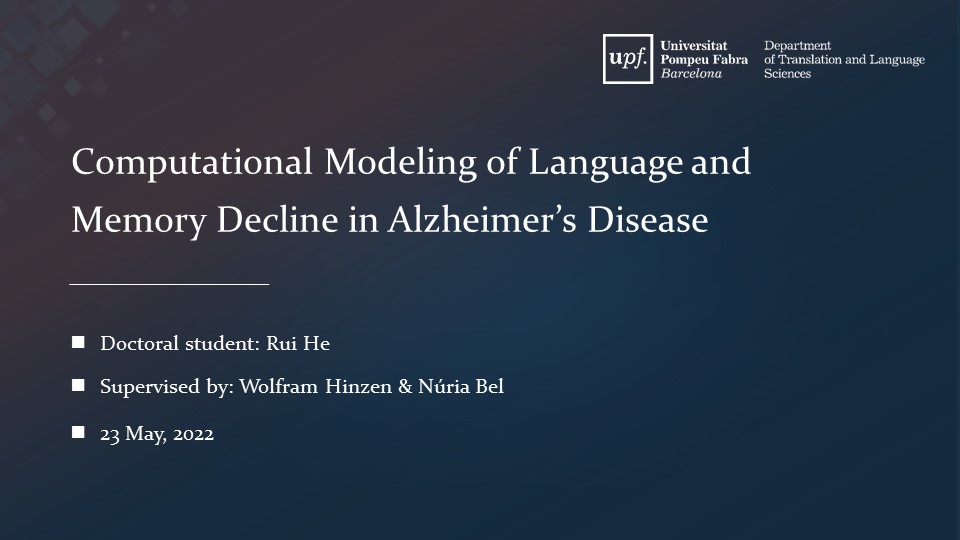 upf.
Universitat
Pompeu Fabra
Barcelona
Department
of Translation and Language
Sciences
Computational Modeling of Language and
Memory Decline in Alzheimer’s Disease
Doctoral student: Rui He
Supervised by: Wolfram Hinzen & Núria Bel
23 May, 2022